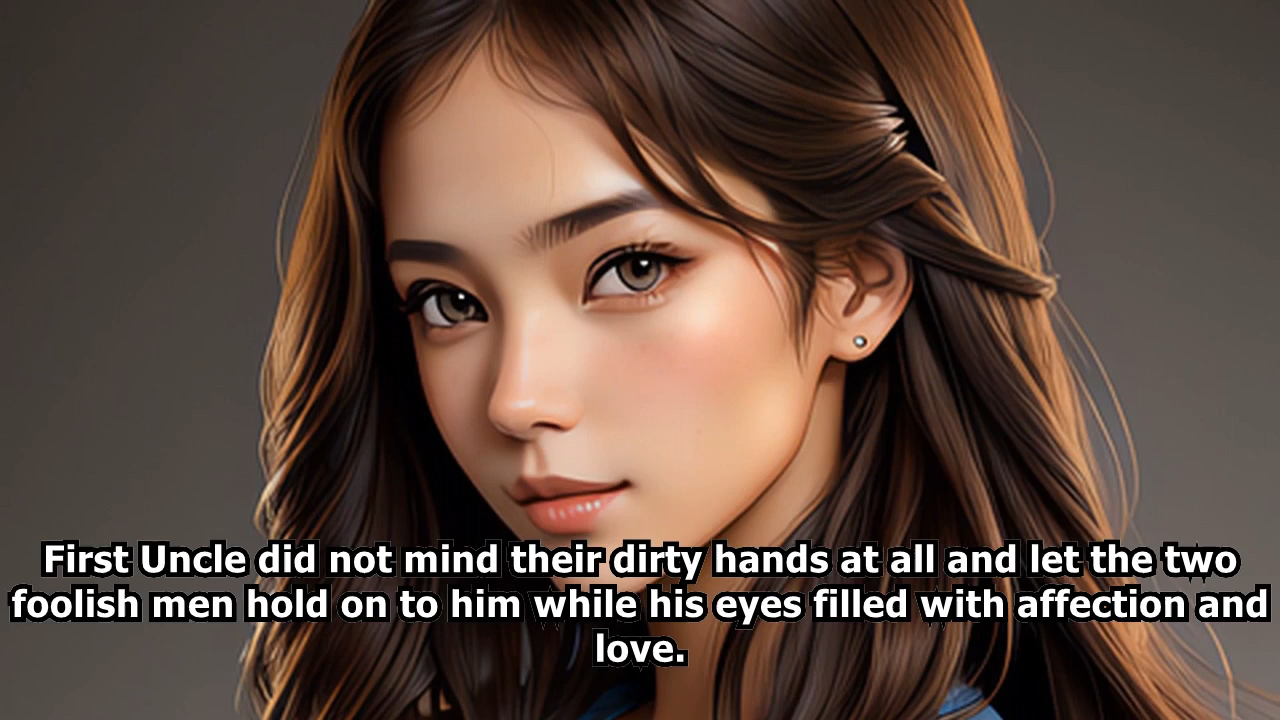 First Uncle did not mind their dirty hands at all and let the two
foolish men hold on to him while his eyes filled with affection and
love.